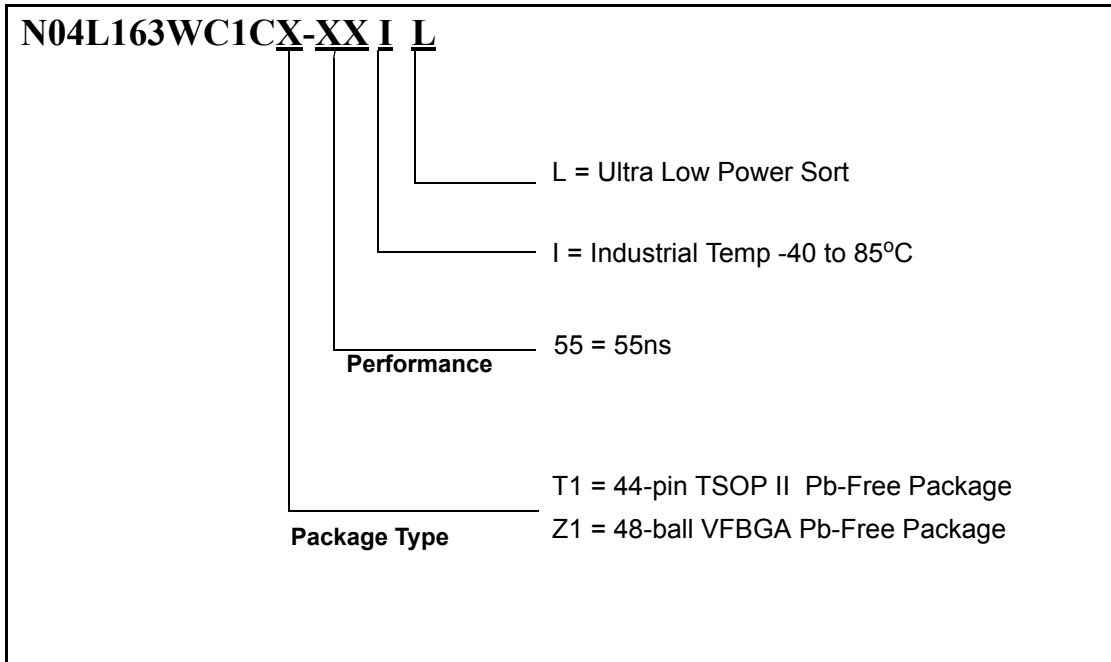 N04L163WC1CX-XX I L
L = Ultra Low Power Sort
I = Industrial Temp -40 to 85oC
55 = 55ns
Performance
T1 = 44-pin TSOP II Pb-Free Package
Z1 = 48-ball VFBGA Pb-Free Package
Package Type